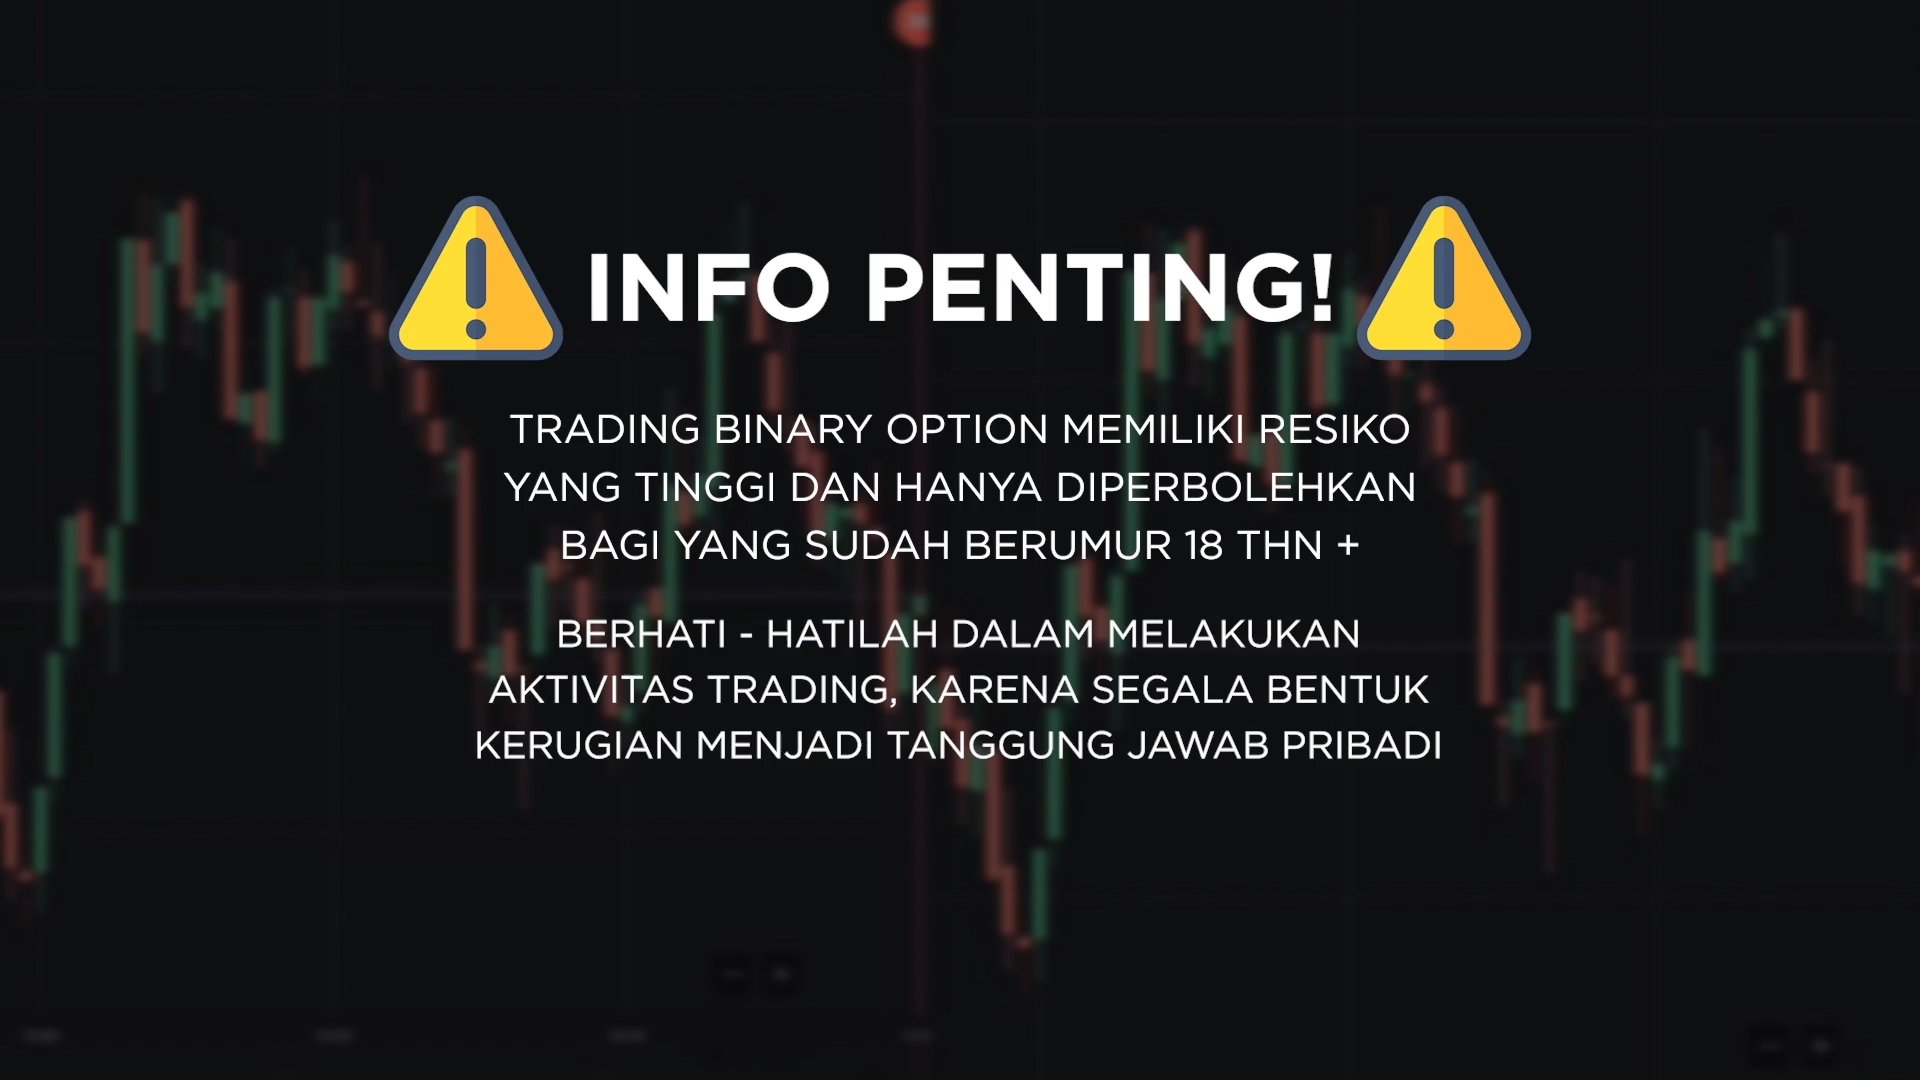 INFO PENTING!
TRADING BINARY OPTION MEMILIKI RESIKO
YANG TINGGI DAN HANYA DIPERBOLEHKAN
BAGI YANG SUDAH BERUMUR 18 THN +
BERHATI - HATILAH DALAM MELAKUKAN
AKTIVITAS TRADING, KARENA SEGALA BENTUK
KERUGIAN MENJADI TANGGUNG JAWAB PRIBADI